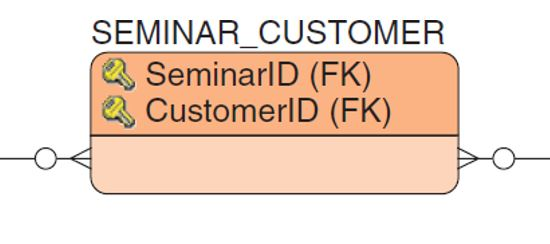 SEMINAR_CUSTOMER
SeminarID (FK)
CustomerID (FK)